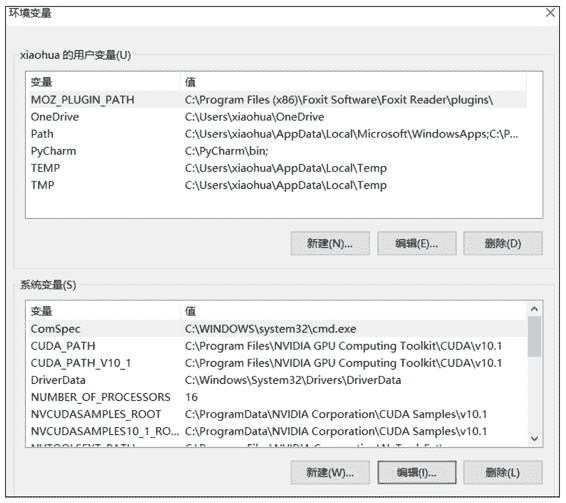 环境变量
xiaohua 的用户变量(U)
变量 值
MOZ_PLUGIN_PATH C:\Program Files (x86)\Foxit Software\Foxit Reader\plugins\
OneDrive C:\Users\xiaohua\OneDrive
Path C:\Users\xiaohua\AppData\Local\Microsoft\WindowsApps;C:\P...
PyCharm C:\PyCharm\bin;
TEMP C:\Users\xiaohua\AppData\Local\Temp
TMP C:\Users\xiaohua\AppData\Local\Temp
新建(N)... 编辑(E)... 删除(D)
系统变量(S)
变量 值
ComSpec C:\WINDOWS\system32\cmd.exe
CUDA_PATH C:\Program Files\NVIDIA GPU Computing Toolkit\CUDA\v10.1
CUDA_PATH_V10_1 C:\Program Files\NVIDIA GPU Computing Toolkit\CUDA\v10.1
DriverData C:\Windows\System32\Drivers\DriverData
NUMBER_OF_PROCESSORS 16
NVCUDASAMPLES_ROOT C:\ProgramData\NVIDIA Corporation\CUDA Samples\v10.1
NVCUDASAMPLES10_1_RO... C:\ProgramData\NVIDIA Corporation\CUDA Samples\v10.1
新建(W)... 编辑(I)... 删除(L)